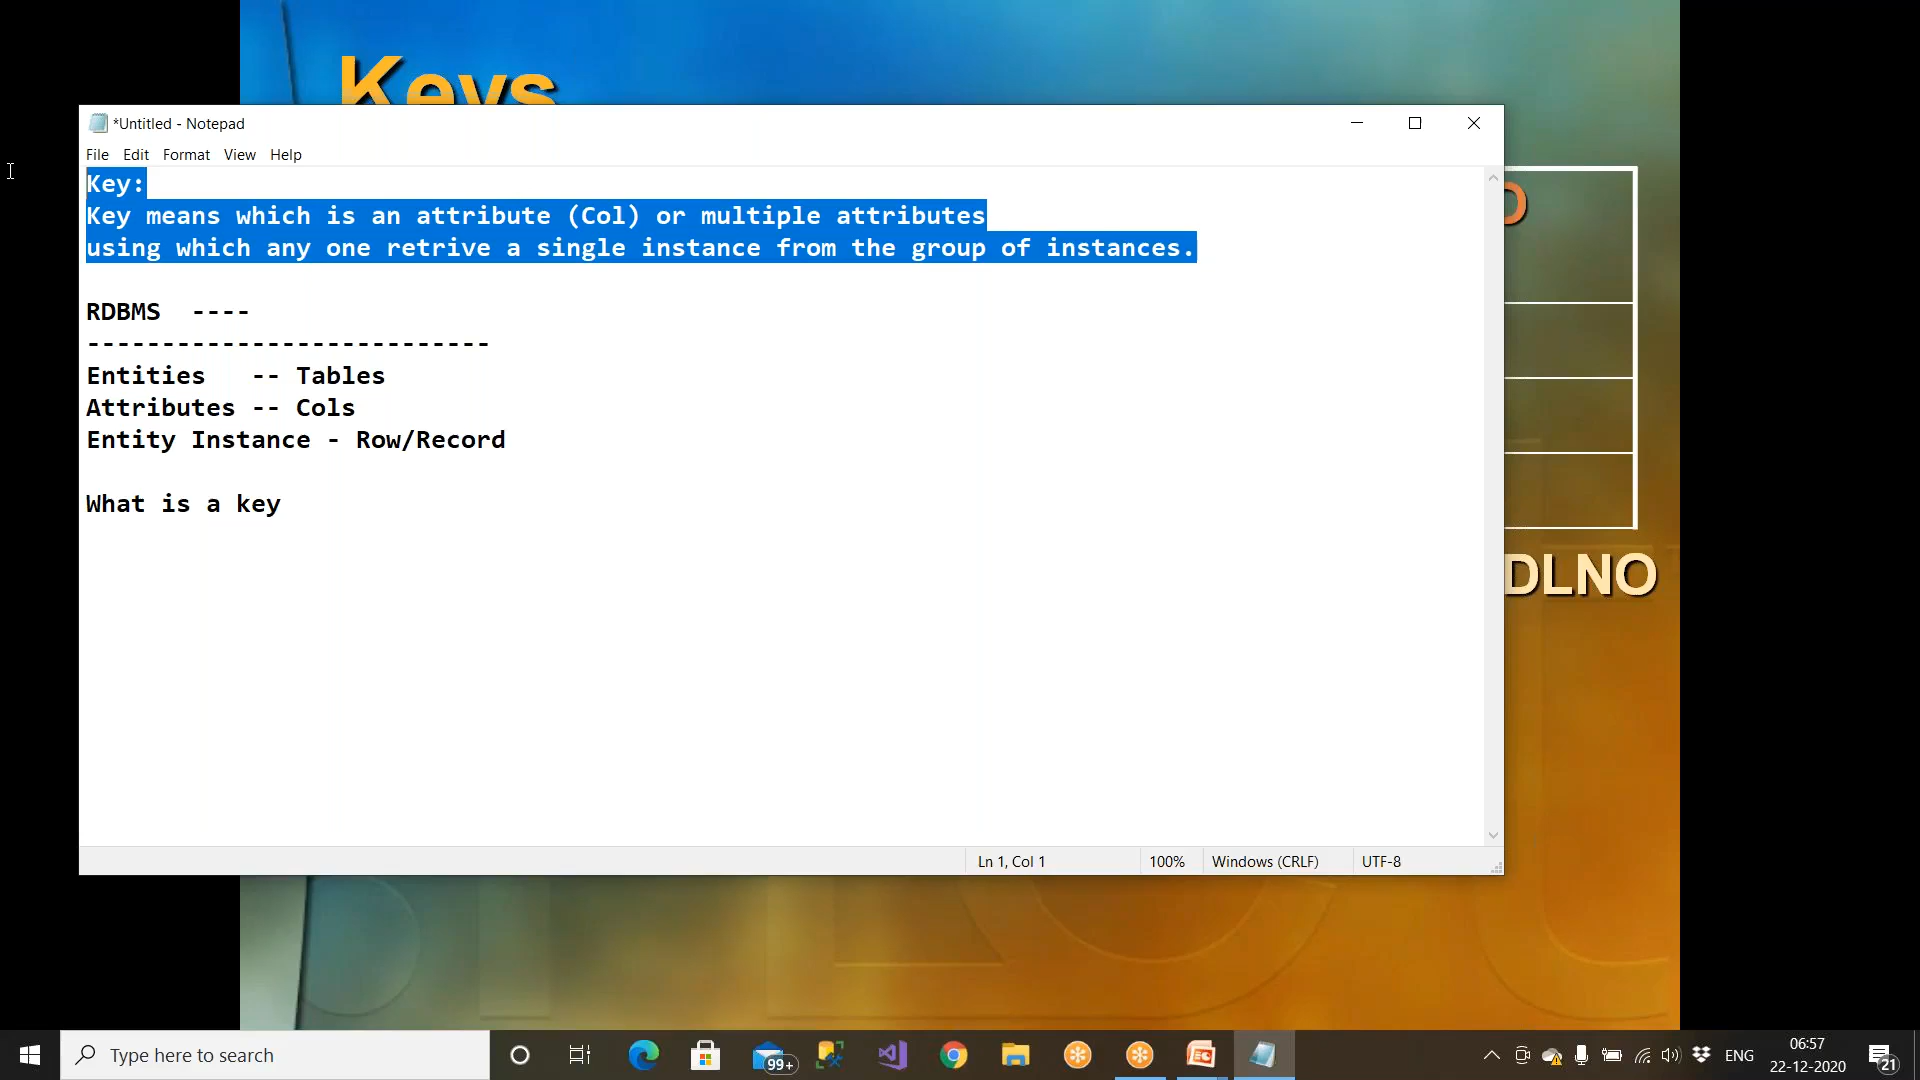 Keys
*Untitled - Notepad
File Edit Format View Help
Key:
Key means which is an attribute (Col) or multiple attributes
using which any one retrive a single instance from the group of instances.
RDBMS ----
---------------------------
Entities -- Tables
Attributes -- Cols
Entity Instance - Row/Record
What is a key
DLNO
Ln 1, Col 1
100%
Windows (CRLF)
UTF-8
Type here to search
99+
ENG
06:57
22-12-2020
21